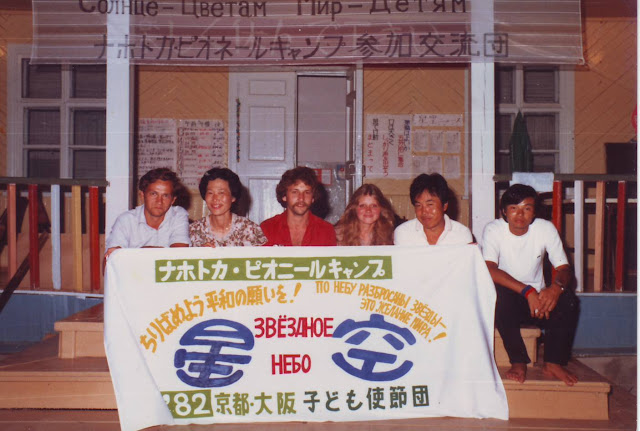 Солнце – Цветам Мир – Детям
ナホトカ・ピオネールキャンプ 参加交流団
ナホトカ・ピオニールキャンプ
ちりばめよう平和の願いを!
ПО НЕБУ РАЗБРОСАНЫ ЗВЁЗДЫ—
ЭТО ЖЕЛАНИЕ МИРА!
星 ЗВЁЗДНОЕ 空
НЕБО
'82 京都・大阪 子ども使節団